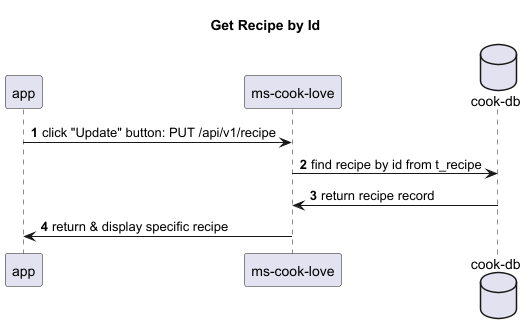 Get Recipe by Id
app
ms-cook-love
cook-db
1 click "Update" button: PUT /api/v1/recipe
2 find recipe by id from t_recipe
3 return recipe record
4 return & display specific recipe
app
ms-cook-love
cook-db